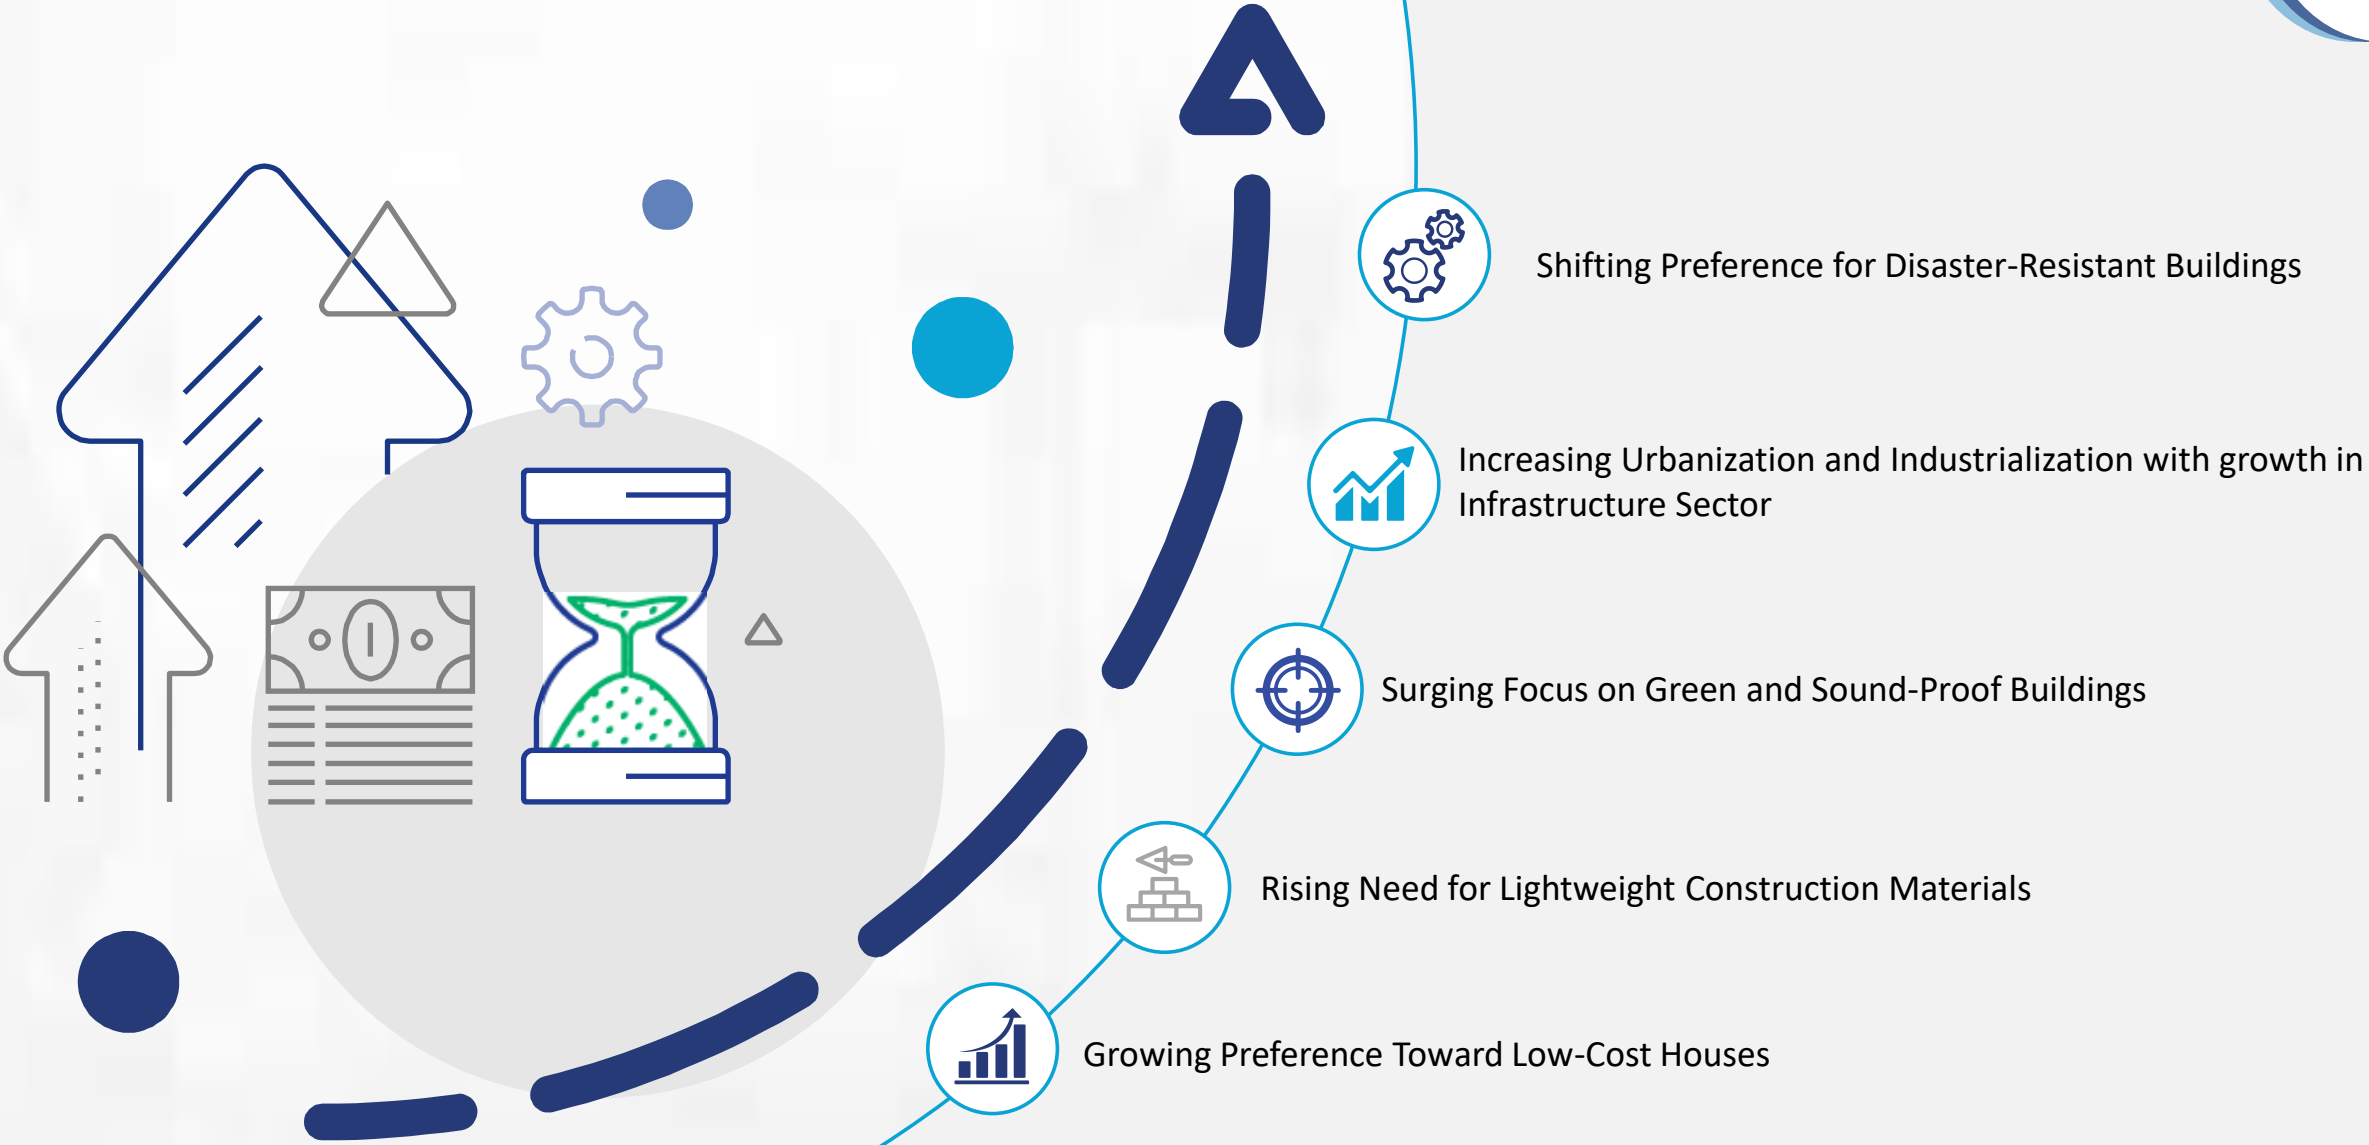 Shifting Preference for Disaster-Resistant Buildings
Increasing Urbanization and Industrialization with growth in
Infrastructure Sector
Surging Focus on Green and Sound-Proof Buildings
Rising Need for Lightweight Construction Materials
Growing Preference Toward Low-Cost Houses